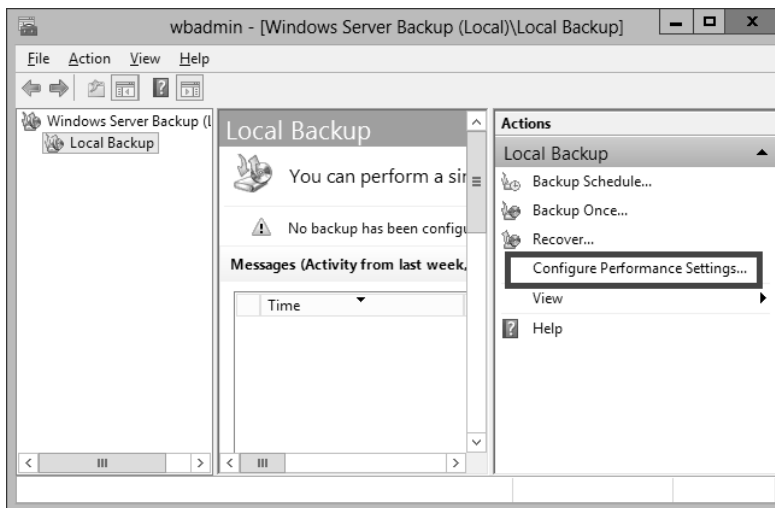 wbadmin - [Windows Server Backup (Local)\Local Backup]
File Action View Help
Windows Server Backup (L
Local Backup
Local Backup
You can perform a sin
No backup has been configu
Messages (Activity from last week,
Time
Actions
Local Backup
Backup Schedule...
Backup Once...
Recover...
Configure Performance Settings...
View
Help